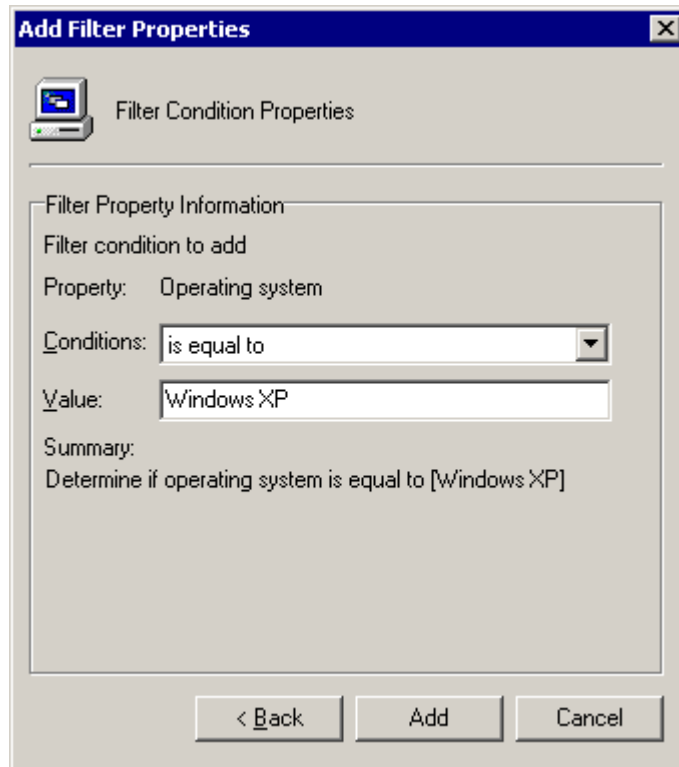 Add Filter Properties
Filter Condition Properties
Filter Property Information
Filter condition to add
Property: Operating system
Conditions: is equal to
Value: Windows XP
Summary:
Determine if operating system is equal to [Windows XP]
< Back Add Cancel